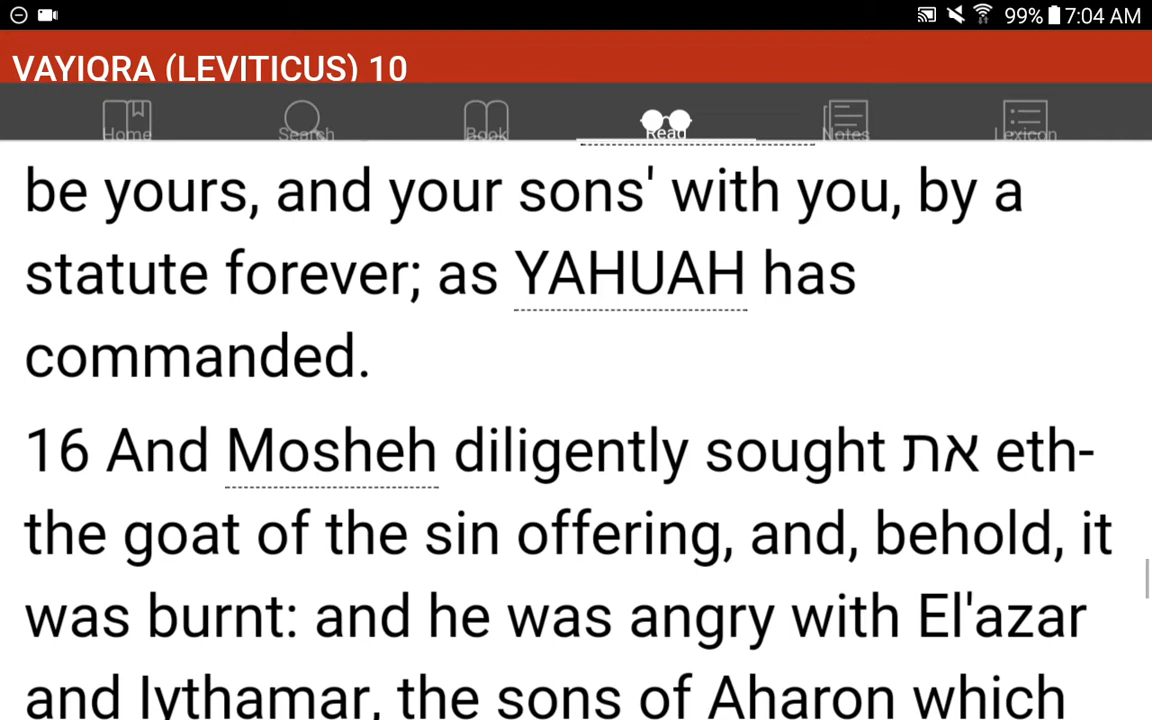 99% 7:04 AM
VAYIQRA (LEVITICUS) 10
Home Search Book Read Notes Lexicon
be yours, and your sons' with you, by a
statute forever; as YAHUAH has
commanded.
16 And Mosheh diligently sought את eth-
the goat of the sin offering, and, behold, it
was burnt: and he was angry with El'azar
and Iythamar, the sons of Aharon which